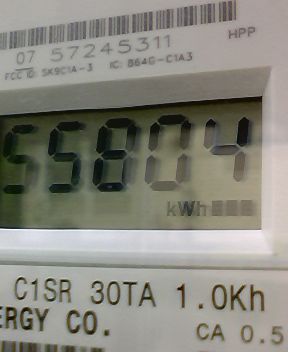 HPP
07 57245311
FCC ID: SK9C1A-3 IC: 864G-C1A3
55804
kWh
C1SR 30TA 1.0Kh
ERGY CO. CA 0.5